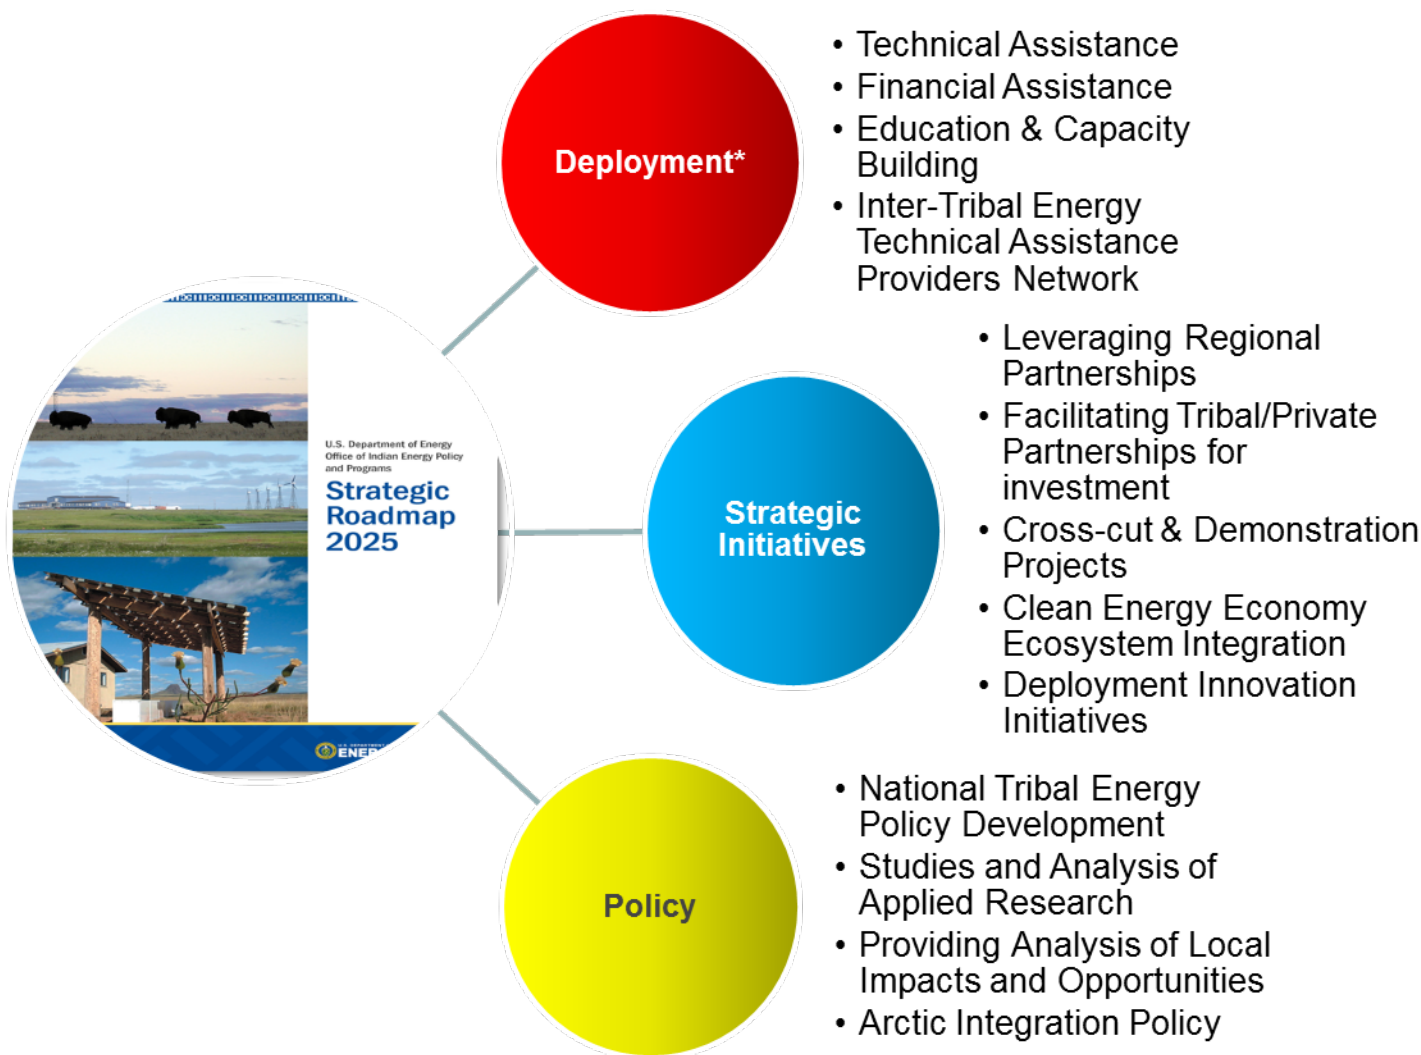 U.S. Department of Energy
Office of Indian Energy Policy
and Programs
Strategic
Roadmap
2025
U.S. DEPARTMENT
Deployment*
• Technical Assistance
• Financial Assistance
• Education & Capacity
Building
• Inter-Tribal Energy
Technical Assistance
Providers Network
Strategic
Initiatives
• Leveraging Regional
Partnerships
• Facilitating Tribal/Private
Partnerships for
investment
• Cross-cut & Demonstration
Projects
• Clean Energy Economy
Ecosystem Integration
• Deployment Innovation
Initiatives
Policy
• National Tribal Energy
Policy Development
• Studies and Analysis of
Applied Research
• Providing Analysis of Local
Impacts and Opportunities
• Arctic Integration Policy